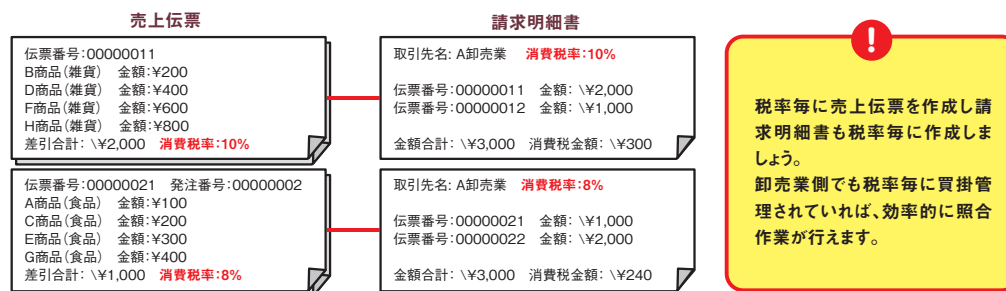 売上伝票
伝票番号:00000011
B商品(雑貨) 金額:¥200
D商品(雑貨) 金額:¥400
F商品(雑貨) 金額:¥600
H商品(雑貨) 金額:¥800
差引合計: \¥2,000 消費税率:10%
伝票番号:00000021 発注番号:00000002
A商品(食品) 金額:¥100
C商品(食品) 金額:¥200
E商品(食品) 金額:¥300
G商品(食品) 金額:¥400
差引合計: \¥1,000 消費税率:8%
請求明細書
取引先名: A卸売業 消費税率:10%
伝票番号:00000011 金額: \¥2,000
伝票番号:00000012 金額: \¥1,000
金額合計: \¥3,000 消費税金額: \¥300
取引先名: A卸売業 消費税率:8%
伝票番号:00000021 金額: \¥1,000
伝票番号:00000022 金額: \¥2,000
金額合計: \¥3,000 消費税金額: \¥240
!
税率毎に売上伝票を作成し請
求明細書も税率毎に作成しま
しょう。
卸売業側でも税率毎に買掛管
理されていれば、効率的に照合
作業が行えます。